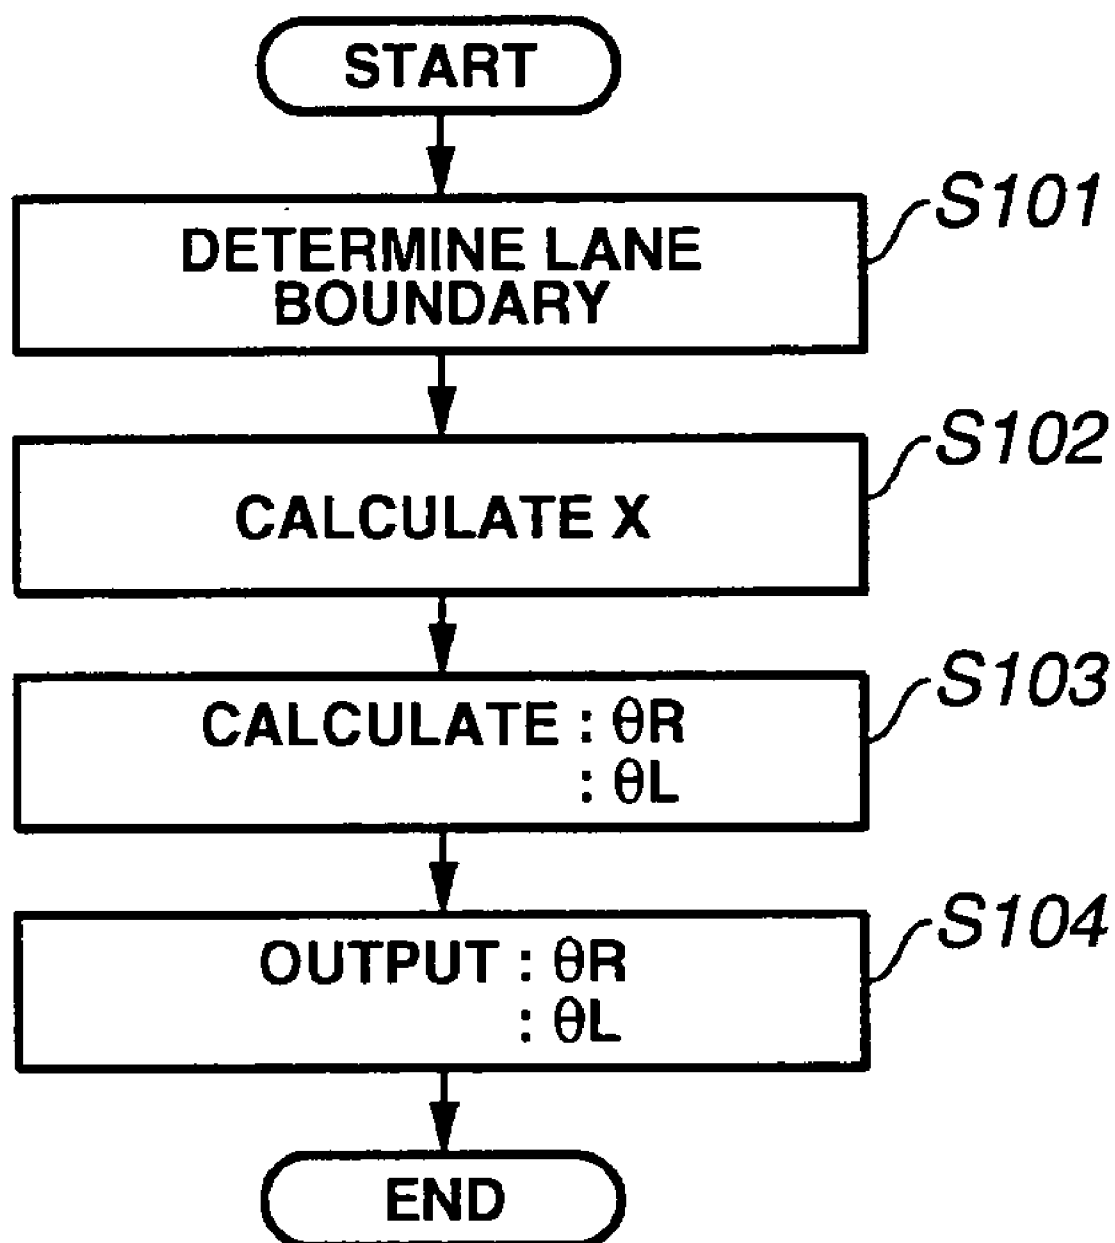 START
S101
DETERMINE LANE
BOUNDARY
S102
CALCULATE X
S103
CALCULATE : θR
: θL
S104
OUTPUT : θR
: θL
END